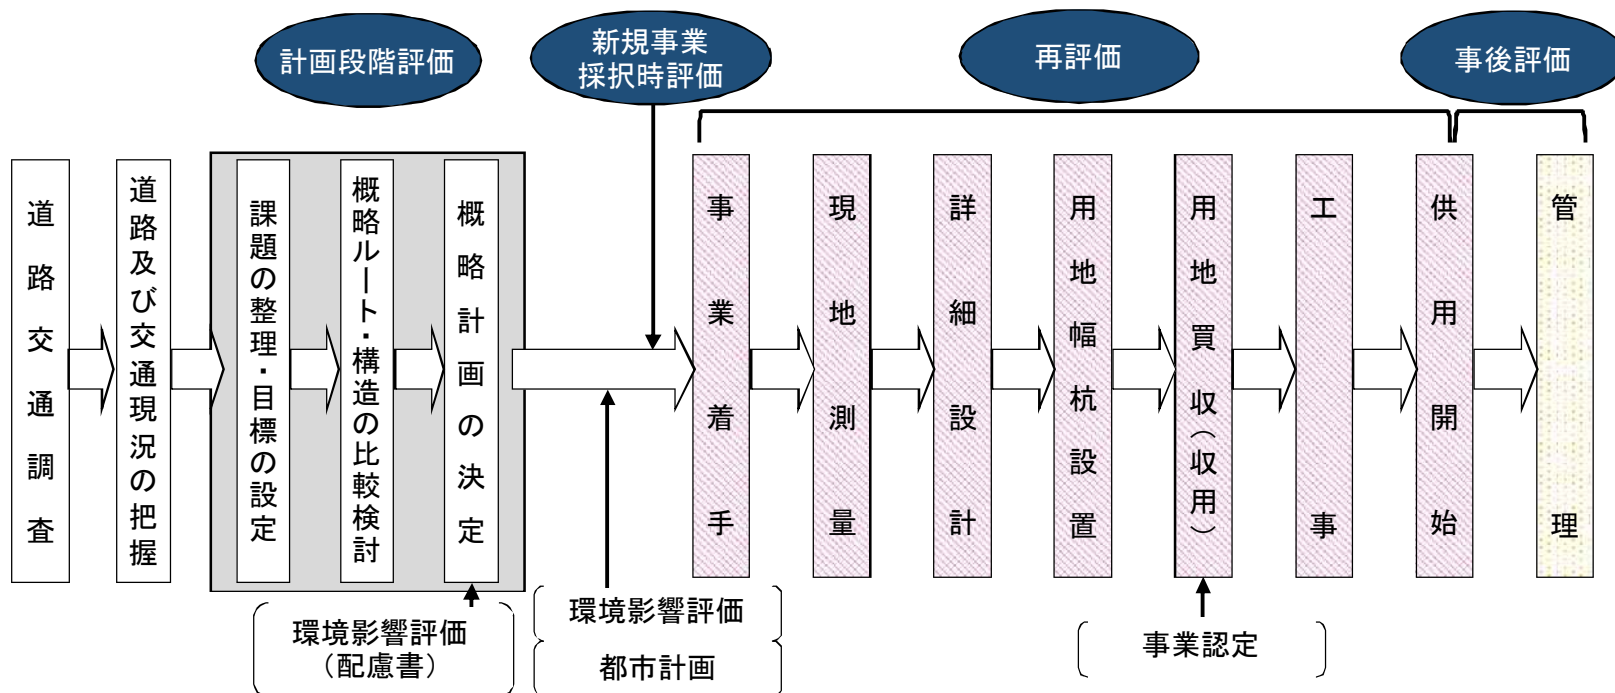 計画段階評価
新規事業
採択時評価
再評価
事後評価
道路交通調査
道路及び交通現況の把握
課題の整理・目標の設定
概略ルート・構造の比較検討
概略計画の決定
事業着手
現地測量
詳細設計
用地幅杭設置
用地買収（収用）
工事
供用開始
管理
環境影響評価
（配慮書）
環境影響評価
都市計画
事業認定